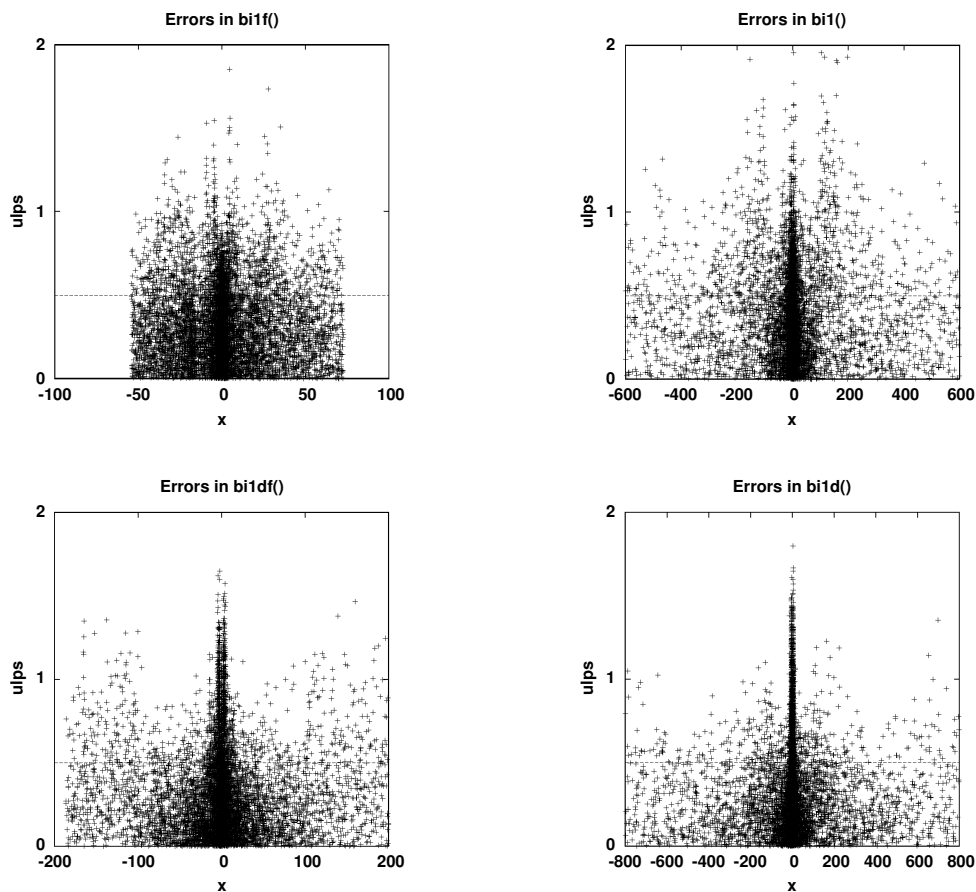 Errors in bi1f()
2
1
0
ulps
-100 -50 0 50 100
x
Errors in bi1()
2
1
0
ulps
-600 -400 -200 0 200 400 600
x
Errors in bi1df()
2
1
0
ulps
-200 -100 0 100 200
x
Errors in bi1d()
2
1
0
ulps
-800 -600 -400 -200 0 200 400 600 800
x